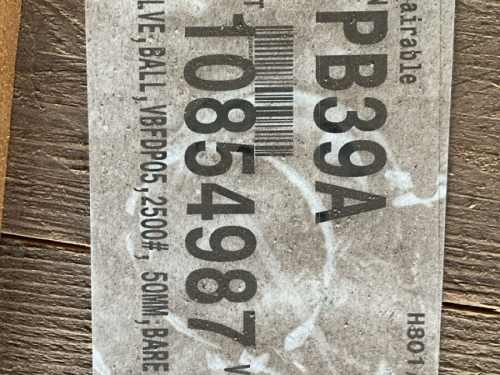 airable
H801
PB39A
10854987
LVE,BALL,VBFDP05,2500#, 50MM,BARE